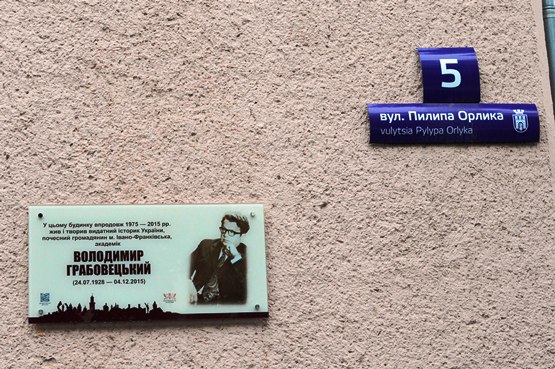 5
вул. Пилипа Орлика
vulytsia Pylypa Orlyka
У цьому будинку впродовж 1975 — 2015 рр.
жив і творив видатний історик України,
почесний громадянин м. Івано-Франківська,
академік
ВОЛОДИМИР
ГРАБОВЕЦЬКИЙ
(24.07.1928 — 04.12.2015)